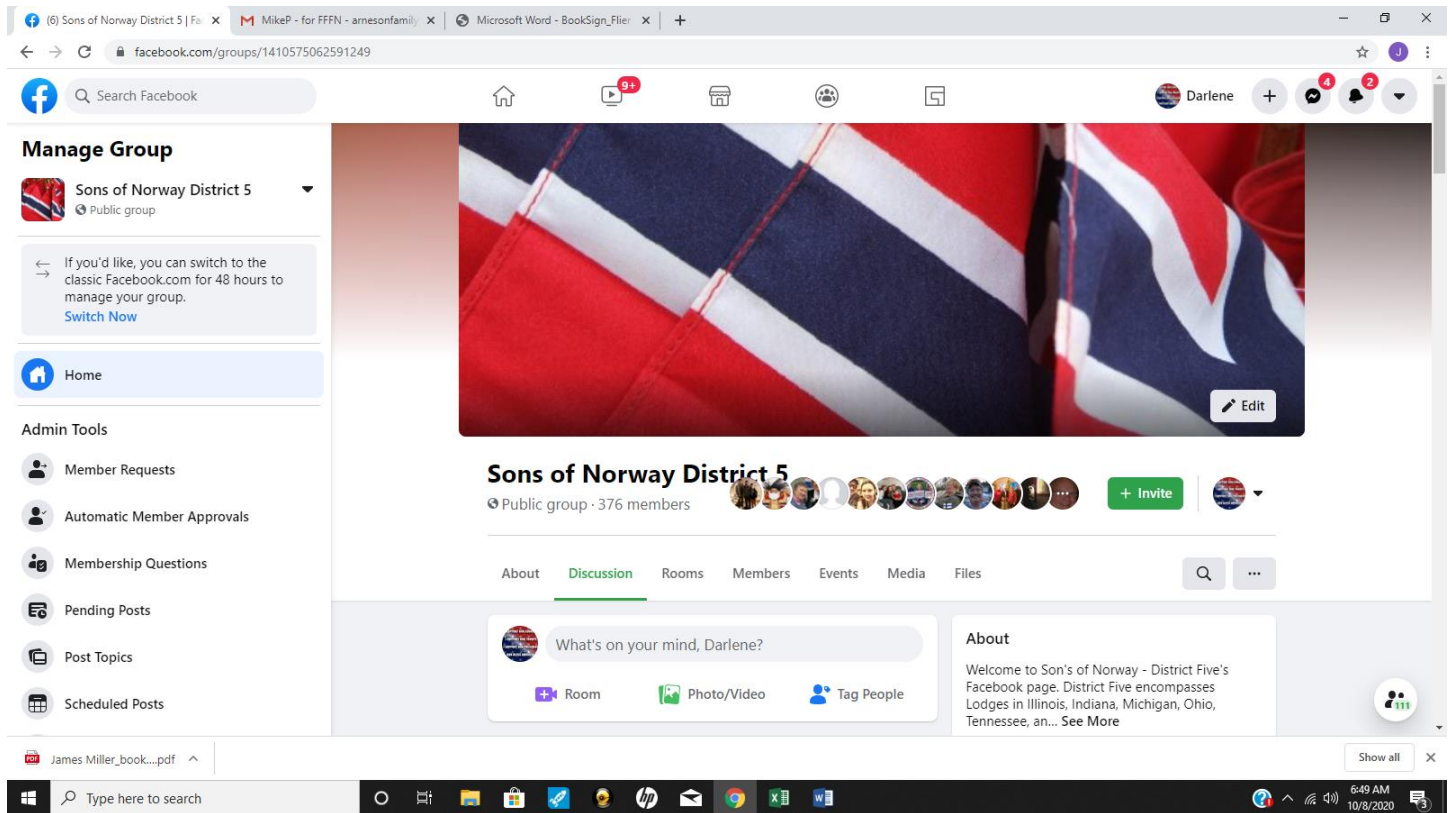 (6) Sons of Norway District 5 | Fa
MikeP - for FFFN - arnesonfamily
Microsoft Word - BookSign_Flier
facebook.com/groups/1410575062591249
J
Search Facebook
9+
Darlene
4
2
Manage Group
Sons of Norway District 5
Public group
If you'd like, you can switch to the
classic Facebook.com for 48 hours to
manage your group.
Switch Now
Home
Admin Tools
Member Requests
Automatic Member Approvals
Membership Questions
Pending Posts
Post Topics
Scheduled Posts
Edit
Sons of Norway District 5
Public group · 376 members
+ Invite
About Discussion Rooms Members Events Media Files
What's on your mind, Darlene?
Room Photo/Video Tag People
About
Welcome to Son's of Norway - District Five's
Facebook page. District Five encompasses
Lodges in Illinois, Indiana, Michigan, Ohio,
Tennessee, an... See More
111
PDF
James Miller_book....pdf
Show all
Type here to search
hp
6:49 AM
10/8/2020
3